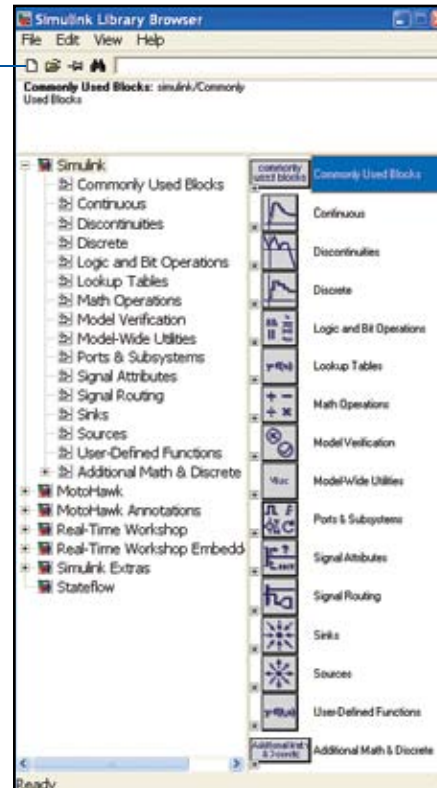 Simulink Library Browser
File Edit View Help
Commonly Used Blocks: simulink/Commonly
Used Blocks
Simulink
Commonly Used Blocks
Continuous
Discontinuities
Discrete
Logic and Bit Operations
Lookup Tables
Math Operations
Model Verification
Model-Wide Utilities
Ports & Subsystems
Signal Attributes
Signal Routing
Sinks
Sources
User-Defined Functions
Additional Math & Discrete
MotoHawk
MotoHawk Annotations
Real-Time Workshop
Real-Time Workshop Embedd
Simulink Extras
Stateflow
commonly
used blocks
Commonly Used Blocks
Continuous
Discontinuities
Discrete
Logic and Bit Operations
Lookup Tables
Math Operations
Model Verification
Misc
Model-Wide Utilities
Ports & Subsystems
Signal Attributes
Signal Routing
Sinks
Sources
User-Defined Functions
Additional Math
& Discrete
Additional Math & Discrete
Ready